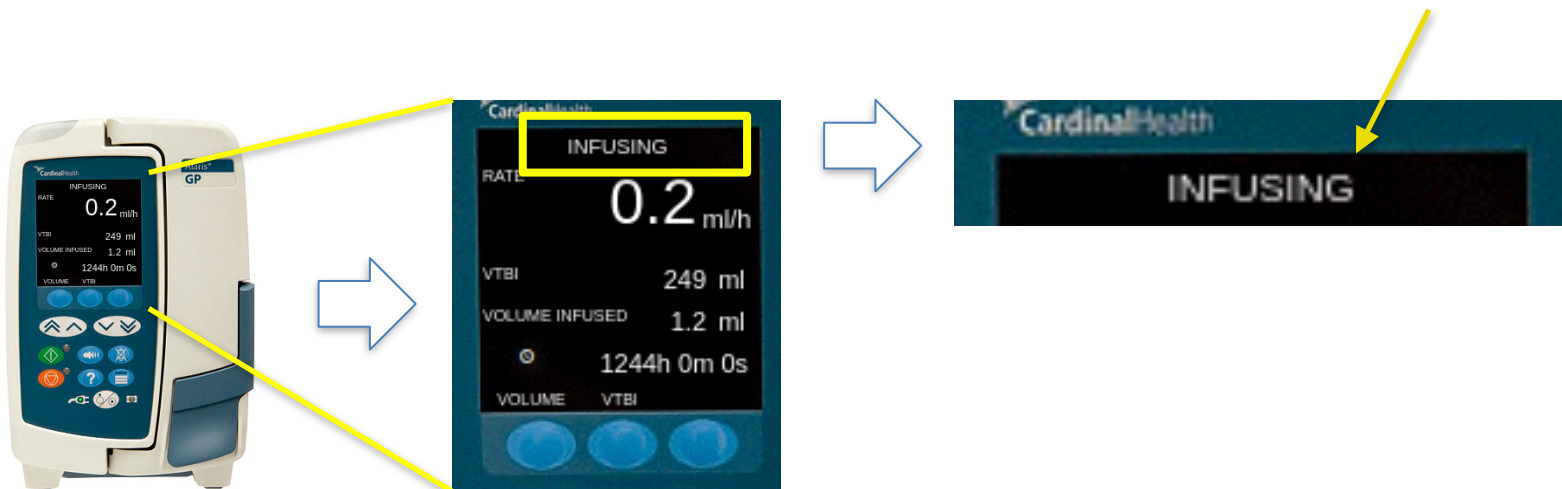 CardinalHealth
Alaris®
GP
INFUSING
RATE
0.2 ml/h
VTBI
249 ml
VOLUME INFUSED
1.2 ml
1244h 0m 0s
VOLUME VTBI
?
CardinalHealth
INFUSING
RATE
0.2 ml/h
VTBI
249 ml
VOLUME INFUSED
1.2 ml
1244h 0m 0s
VOLUME VTBI
CardinalHealth
INFUSING